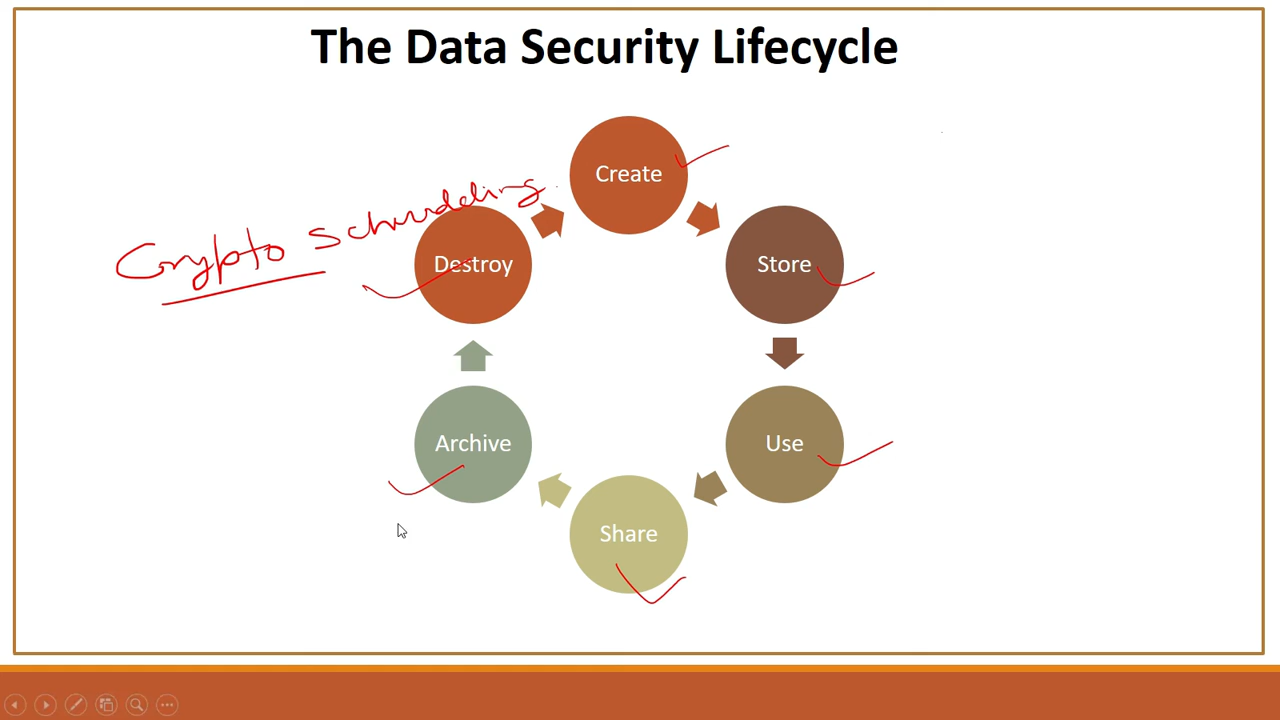 The Data Security Lifecycle
Create
Store
Use
Share
Archive
Destroy
Crypto